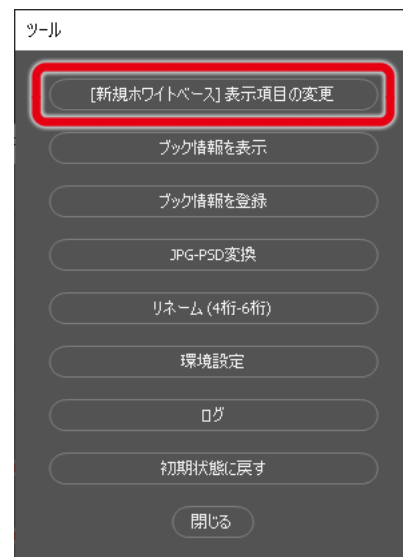 ツール
[新規ホワイトベース] 表示項目の変更
ブック情報を表示
ブック情報を登録
JPG-PSD変換
リネーム (4桁-6桁)
環境設定
ログ
初期状態に戻す
閉じる